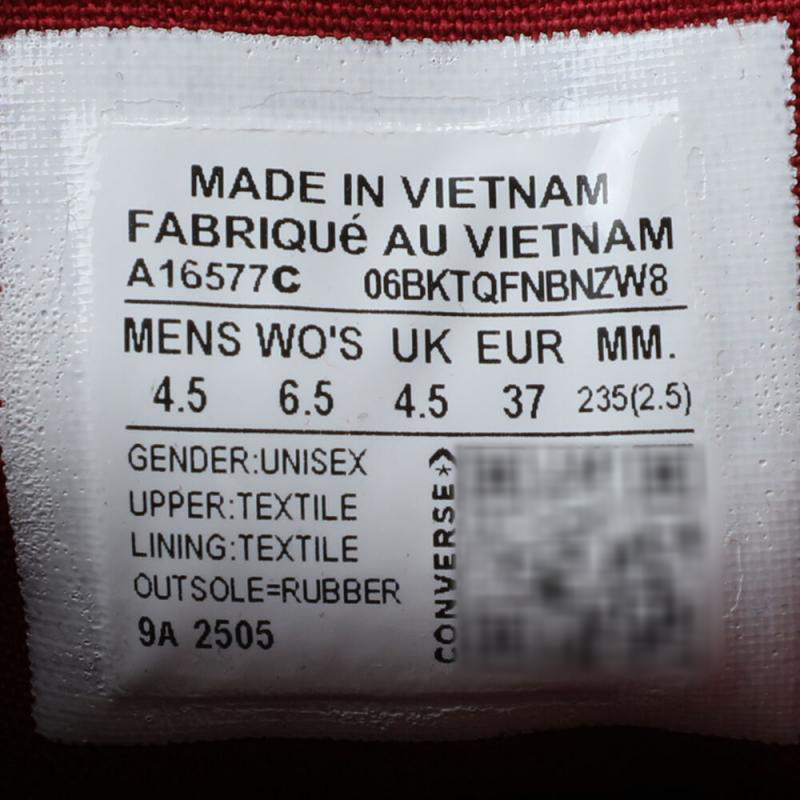 MADE IN VIETNAM
FABRIQUé AU VIETNAM
A16577C 06BKTQFNBNZW8
MENS WO'S UK EUR MM.
4.5 6.5 4.5 37 235(2.5)
GENDER:UNISEX
UPPER:TEXTILE
LINING:TEXTILE
OUTSOLE=RUBBER
9A 2505
CONVERSE